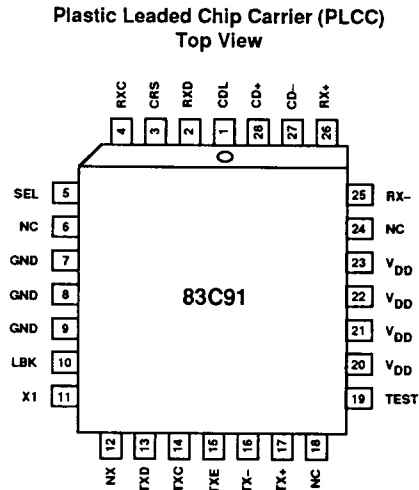 Plastic Leaded Chip Carrier (PLCC)
Top View
RXC CRS RXD CDL CD+ CD– RX+
4 3 2 1 28 27 26
SEL 5
NC 6
GND 7
GND 8
GND 9
LBK 10
X1 11
83C91
25 RX–
24 NC
23 VDD
22 VDD
21 VDD
20 VDD
19 TEST
12 13 14 15 16 17 18
NX TXD TXC TXE TX– TX+ NC